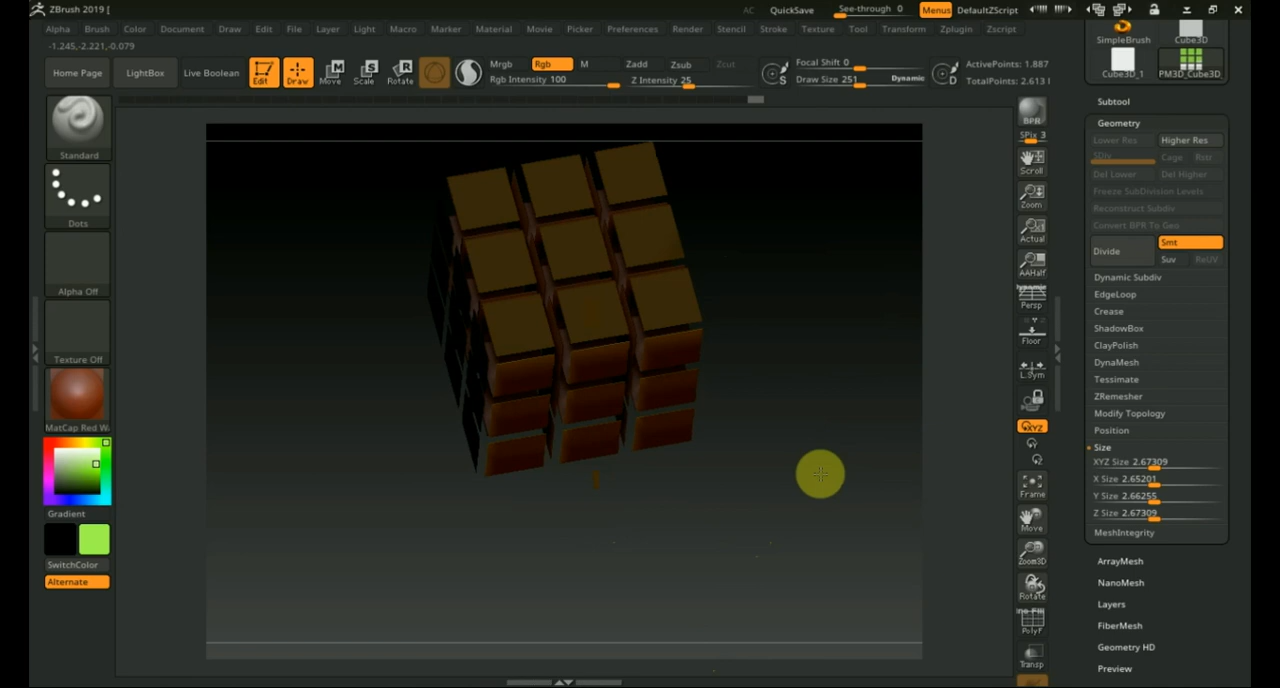 ZBrush 2019 [
AC QuickSave See-through 0 Menus DefaultZScript
Alpha Brush Color Document Draw Edit File Layer Light Macro Marker Material Movie Picker Preferences Render Stencil Stroke Texture Tool Transform Zplugin Zscript
-1.245,-2.221,-0.079
Home Page LightBox Live Boolean Edit Draw Move Scale Rotate
Mrgb Rgb M Zadd Zsub
Rgb Intensity 100 Z Intensity 25
Focal Shift 0
Draw Size 251 Dynamic
ActivePoints: 1.887
TotalPoints: 2.613
S
D
SimpleBrush Cube3D
Cube3D_1 PM3D_Cube3D_
Standard
Dots
Alpha Off
Texture Off
MatCap Red W
Gradient
SwitchColor
Alternate
BPR
SPix 3
Scroll
Zoom
Actual
AAHalf
Dynamic
Persp
Floor
L.Sym
XYZ
Frame
Move
Zoom3D
Rotate
PolyF
Transp
Subtool
Geometry
Lower Res Higher Res
SDiv Cage Rstr
Del Lower Del Higher
Freeze SubDivision Levels
Reconstruct Subdiv
Convert BPR To Geo
Divide Smt
Suv ReUV
Dynamic Subdiv
EdgeLoop
Crease
ShadowBox
ClayPolish
DynaMesh
Tessimate
ZRemesher
Modify Topology
Position
Size
XYZ Size 2.67309
X Size 2.65201
Y Size 2.66255
Z Size 2.67309
MeshIntegrity
ArrayMesh
NanoMesh
Layers
FiberMesh
Geometry HD
Preview